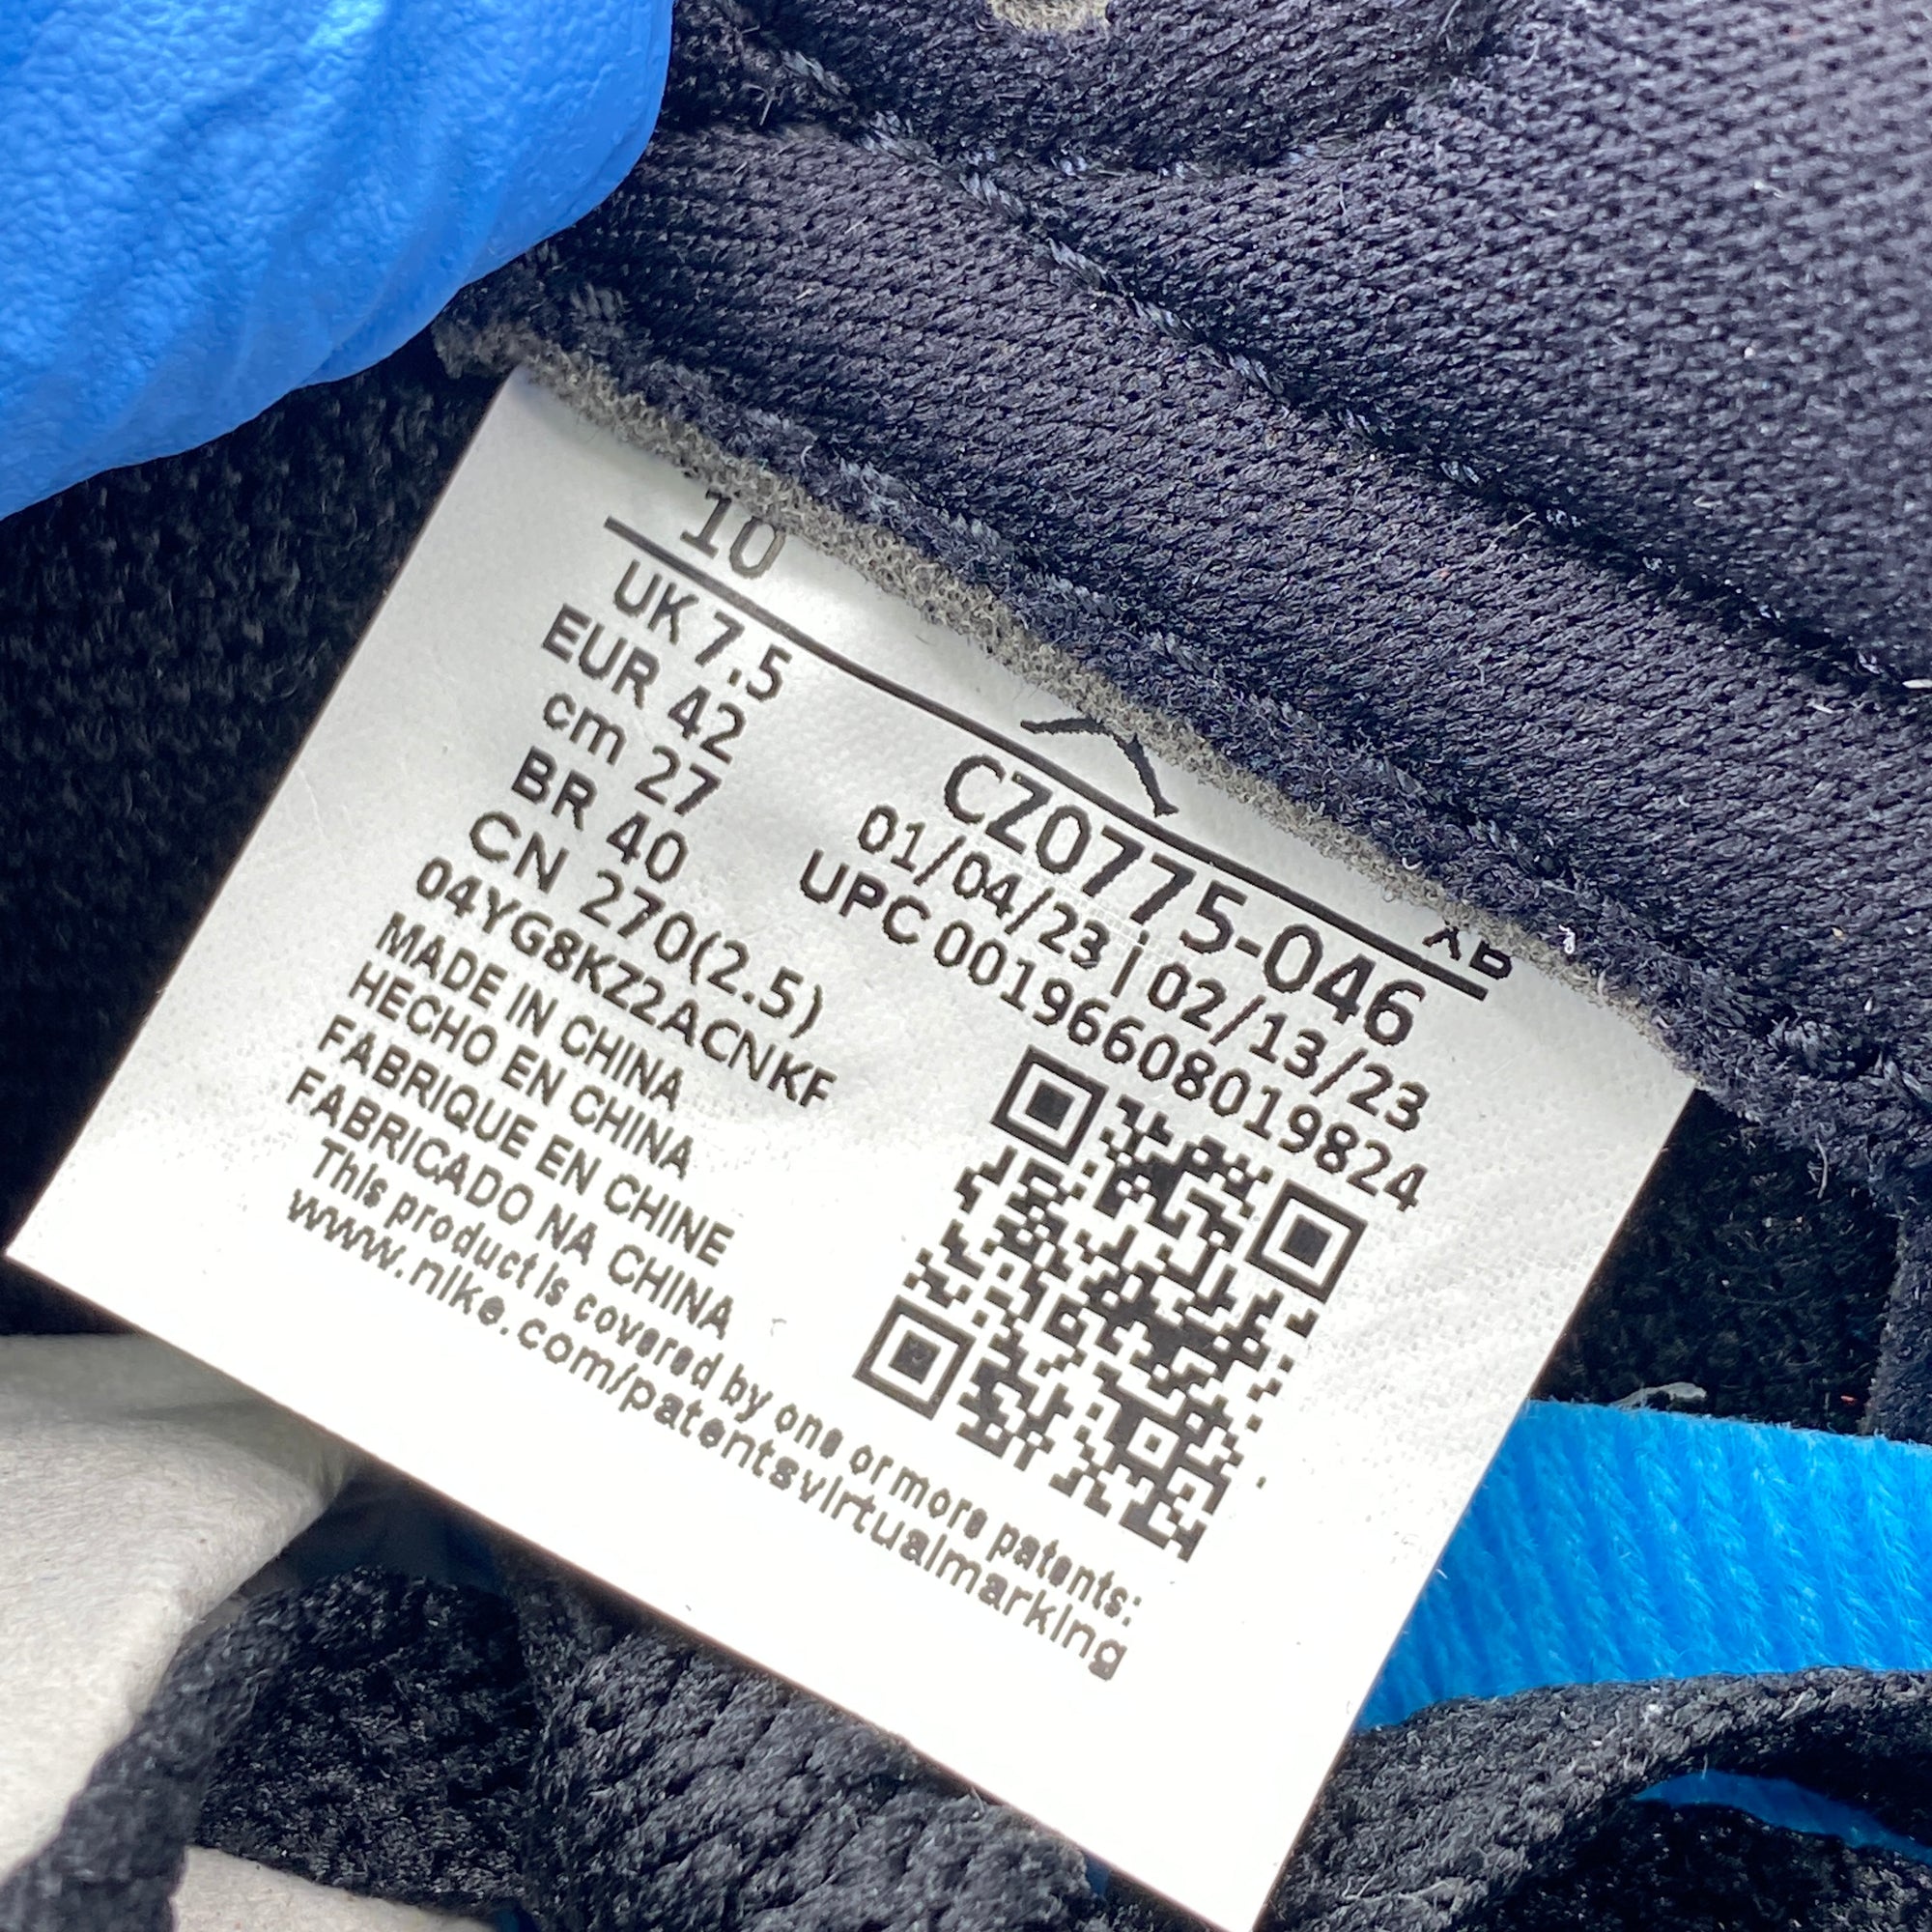 10
UK 7.5
EUR 42
cm 27
BR 40
CN 270(2.5)
04YG8KZ2ACNKF
MADE IN CHINA
HECHO EN CHINA
FABRIQUE EN CHINE
FABRICADO NA CHINA
This product is covered by one or more patents:
www.nike.com/patentsvirtualmarking
XB
CZ0775-046
01/04/23 | 02/13/23
UPC 00196608019824